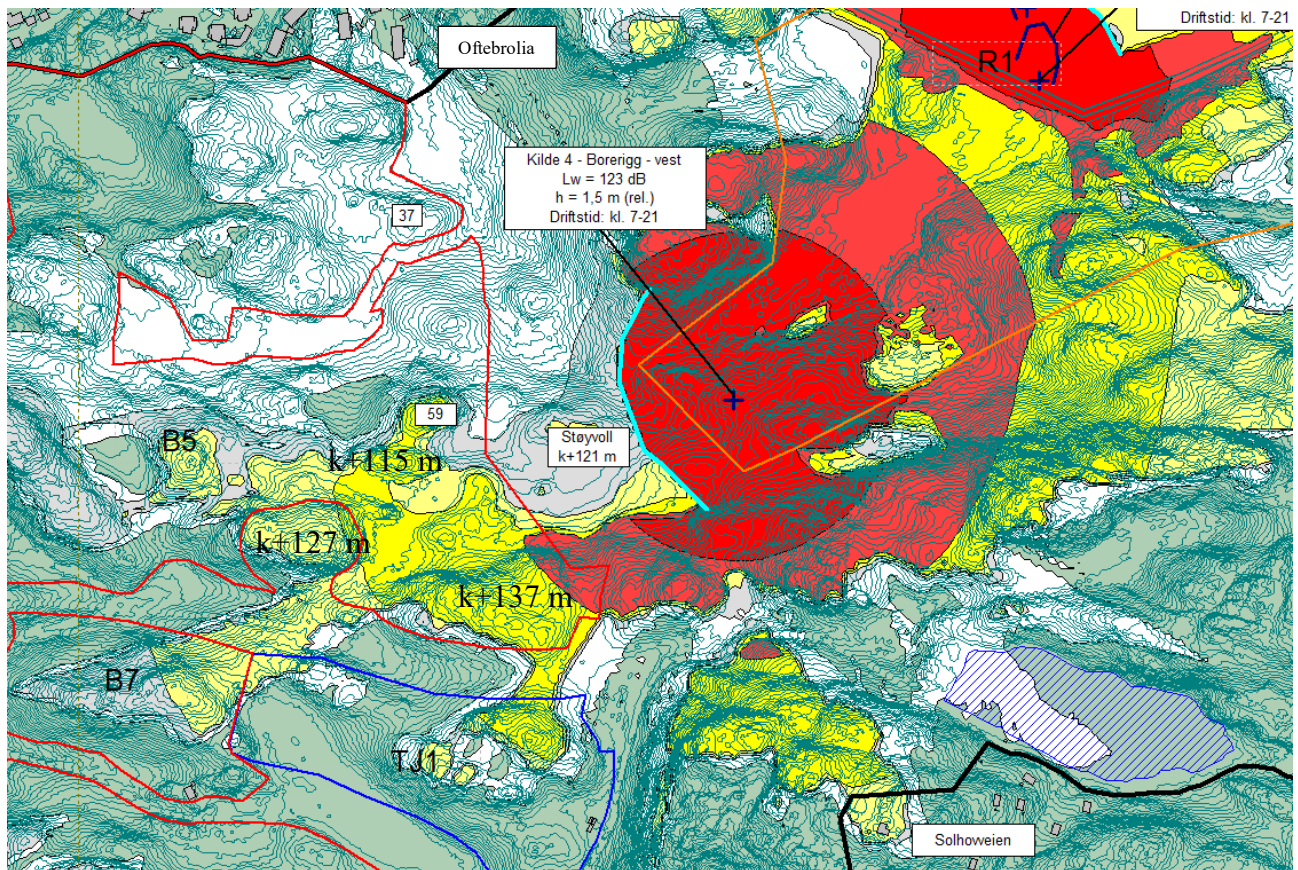 Driftstid: kl. 7-21
Oftebrolia
R1
Kilde 4 - Borerigg - vest
Lw = 123 dB
h = 1,5 m (rel.)
Driftstid: kl. 7-21
37
59
B5
Støyvoll
k+121 m
k+115 m
k+127 m
k+137 m
B7
TJ1
Solhoweien